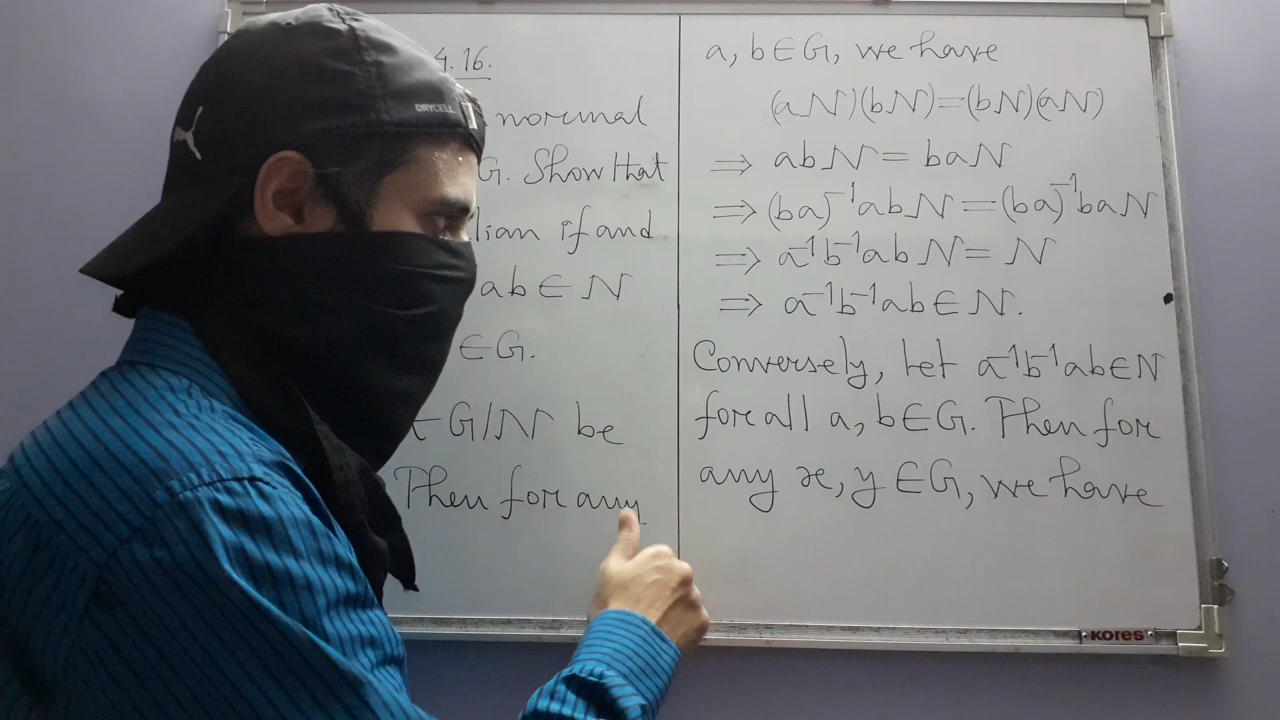 4.16.
normal
G. Show that
lian if and
ab ∈ N
∈ G.
G/N be
Then for any
a, b ∈ G, we have
(aN)(bN) = (bN)(aN)
⇒ abN = baN
⇒ (ba)⁻¹abN = (ba)⁻¹baN
⇒ a⁻¹b⁻¹abN = N
⇒ a⁻¹b⁻¹ab ∈ N.
Conversely, let a⁻¹b⁻¹ab ∈ N
for all a, b ∈ G. Then for
any x, y ∈ G, we have
DRYCELL
KORES